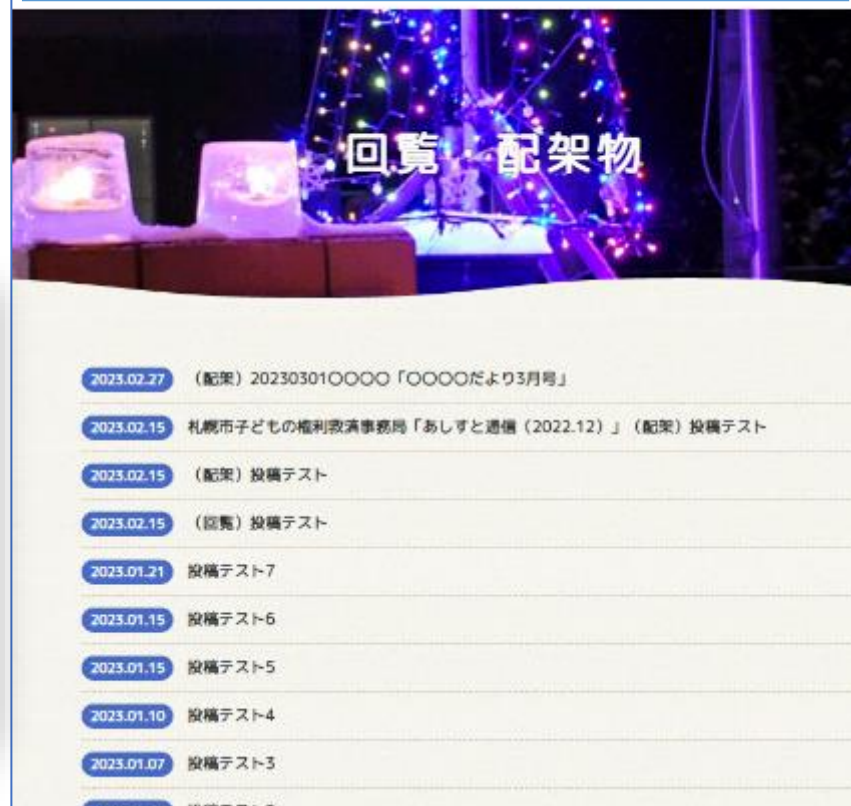 回覧・配架物
2023.02.27 （配架）20230301〇〇〇〇「〇〇〇〇だより3月号」
2023.02.15 札幌市子どもの権利救済事務局「あしすと通信（2022.12）」（配架）投稿テスト
2023.02.15 （配架）投稿テスト
2023.02.15 （回覧）投稿テスト
2023.01.21 投稿テスト7
2023.01.15 投稿テスト6
2023.01.15 投稿テスト5
2023.01.10 投稿テスト4
2023.01.07 投稿テスト3